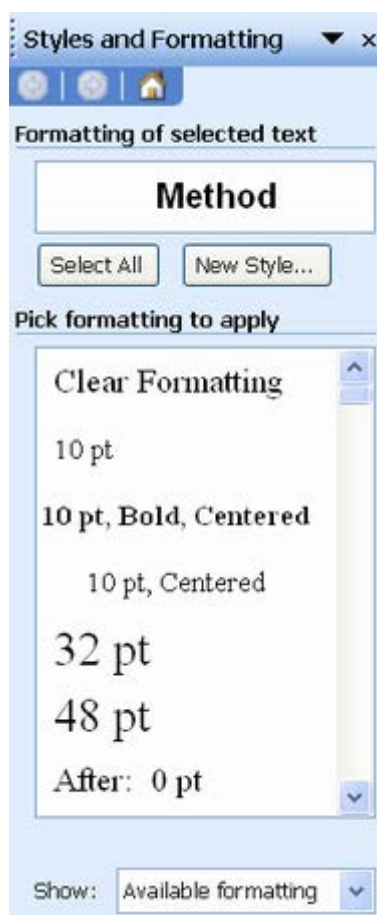 Styles and Formatting
Formatting of selected text
Method
Select All New Style...
Pick formatting to apply
Clear Formatting
10 pt
10 pt, Bold, Centered
10 pt, Centered
32 pt
48 pt
After: 0 pt
Show: Available formatting